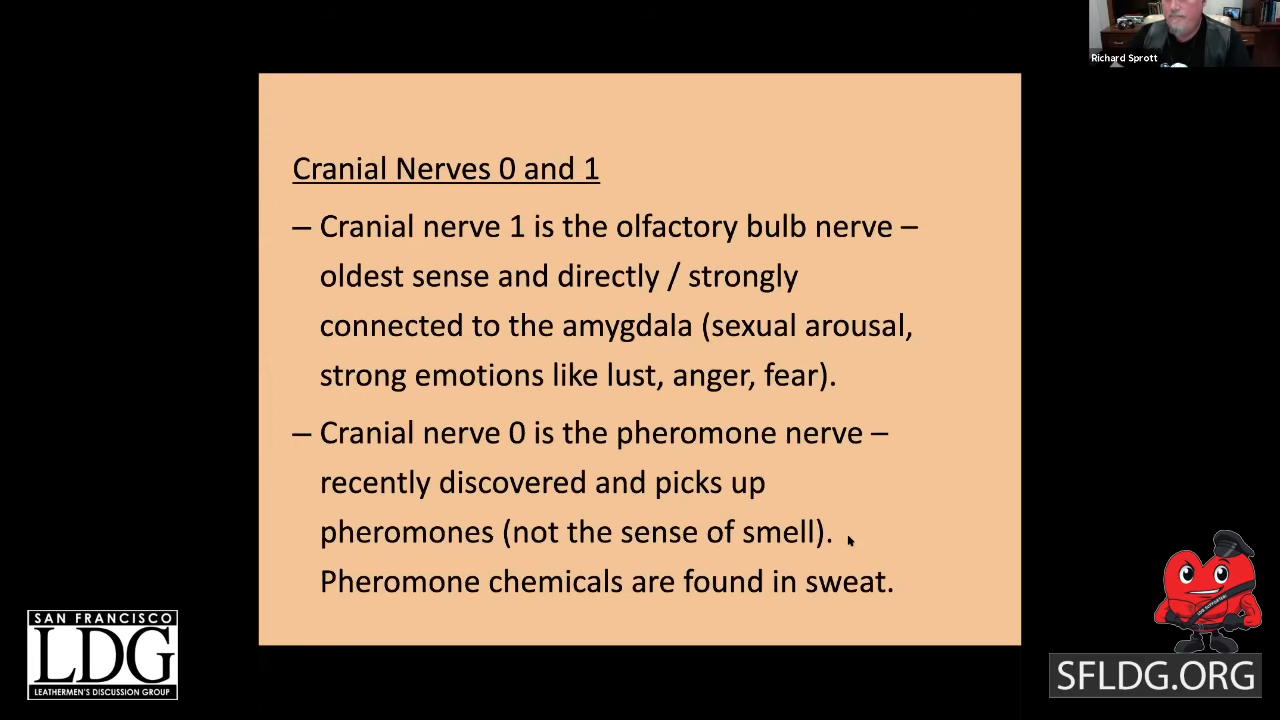 Richard Sprott
Cranial Nerves 0 and 1
– Cranial nerve 1 is the olfactory bulb nerve –
oldest sense and directly / strongly
connected to the amygdala (sexual arousal,
strong emotions like lust, anger, fear).
– Cranial nerve 0 is the pheromone nerve –
recently discovered and picks up
pheromones (not the sense of smell).
Pheromone chemicals are found in sweat.
SAN FRANCISCO
LDG
LEATHERMEN'S DISCUSSION GROUP
LDG SUPPORTER!
SFLDG.ORG